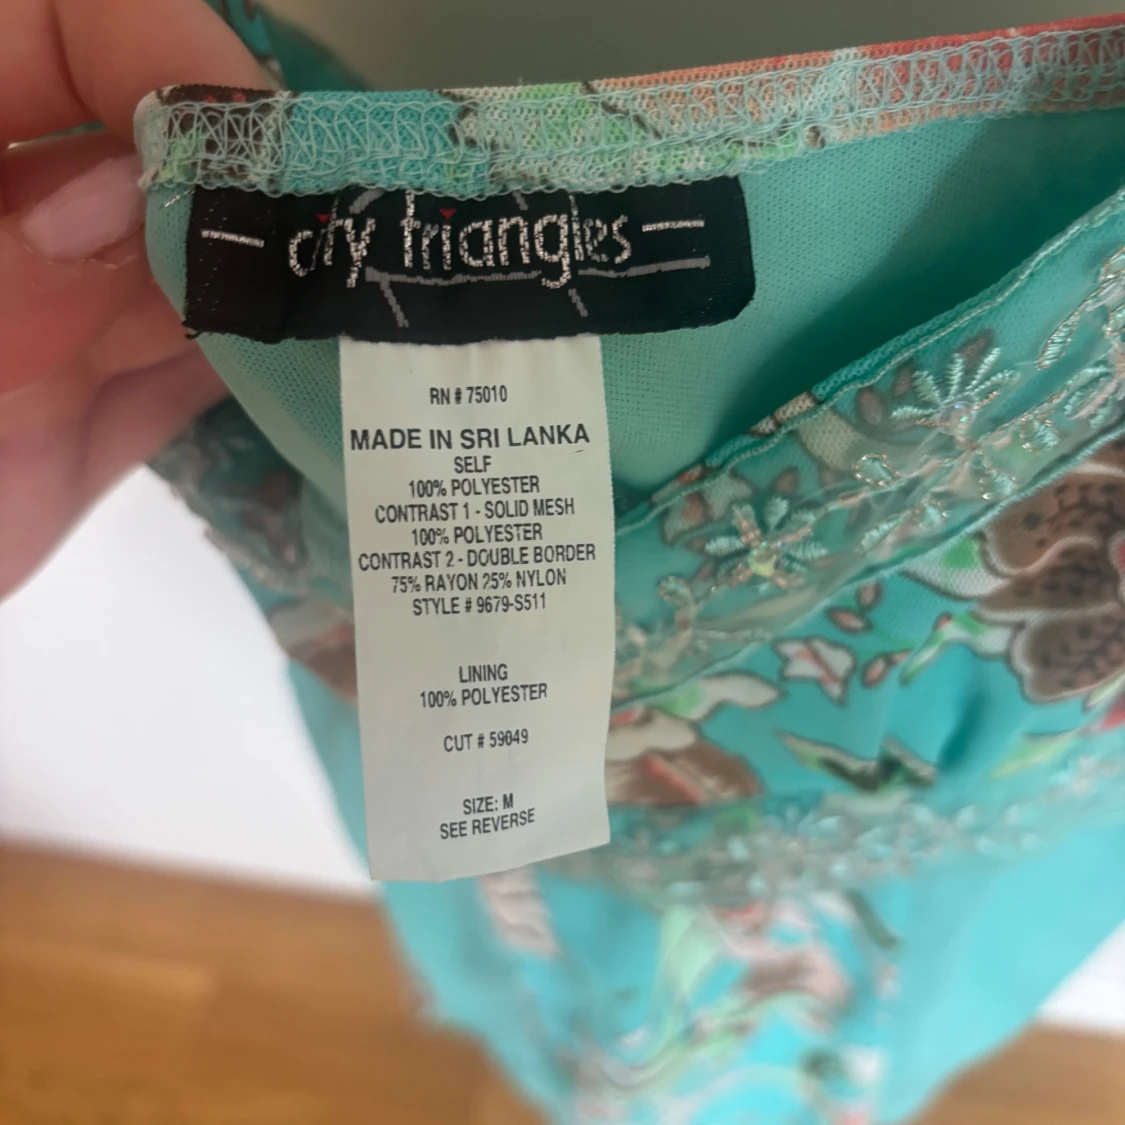 city triangles
RN # 75010
MADE IN SRI LANKA
SELF
100% POLYESTER
CONTRAST 1 - SOLID MESH
100% POLYESTER
CONTRAST 2 - DOUBLE BORDER
75% RAYON 25% NYLON
STYLE # 9679-S511
LINING
100% POLYESTER
CUT # 59049
SIZE: M
SEE REVERSE